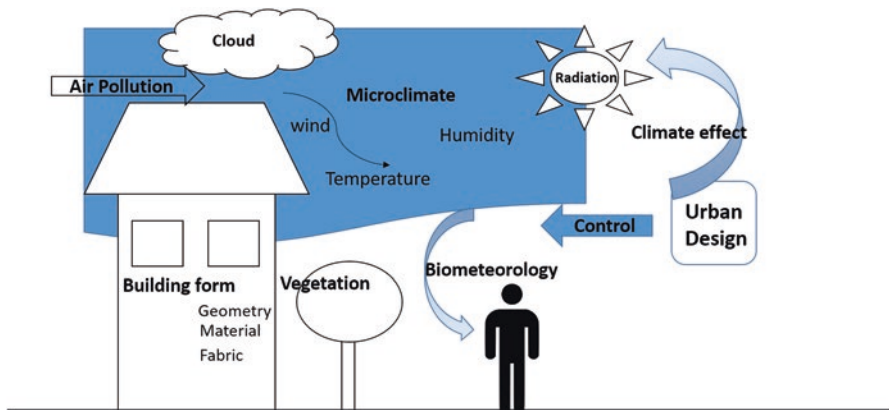 Cloud
Air Pollution
Radiation
Microclimate
wind
Humidity
Climate effect
Temperature
Urban
Design
Control
Biometeorology
Building form
Vegetation
Geometry
Material
Fabric